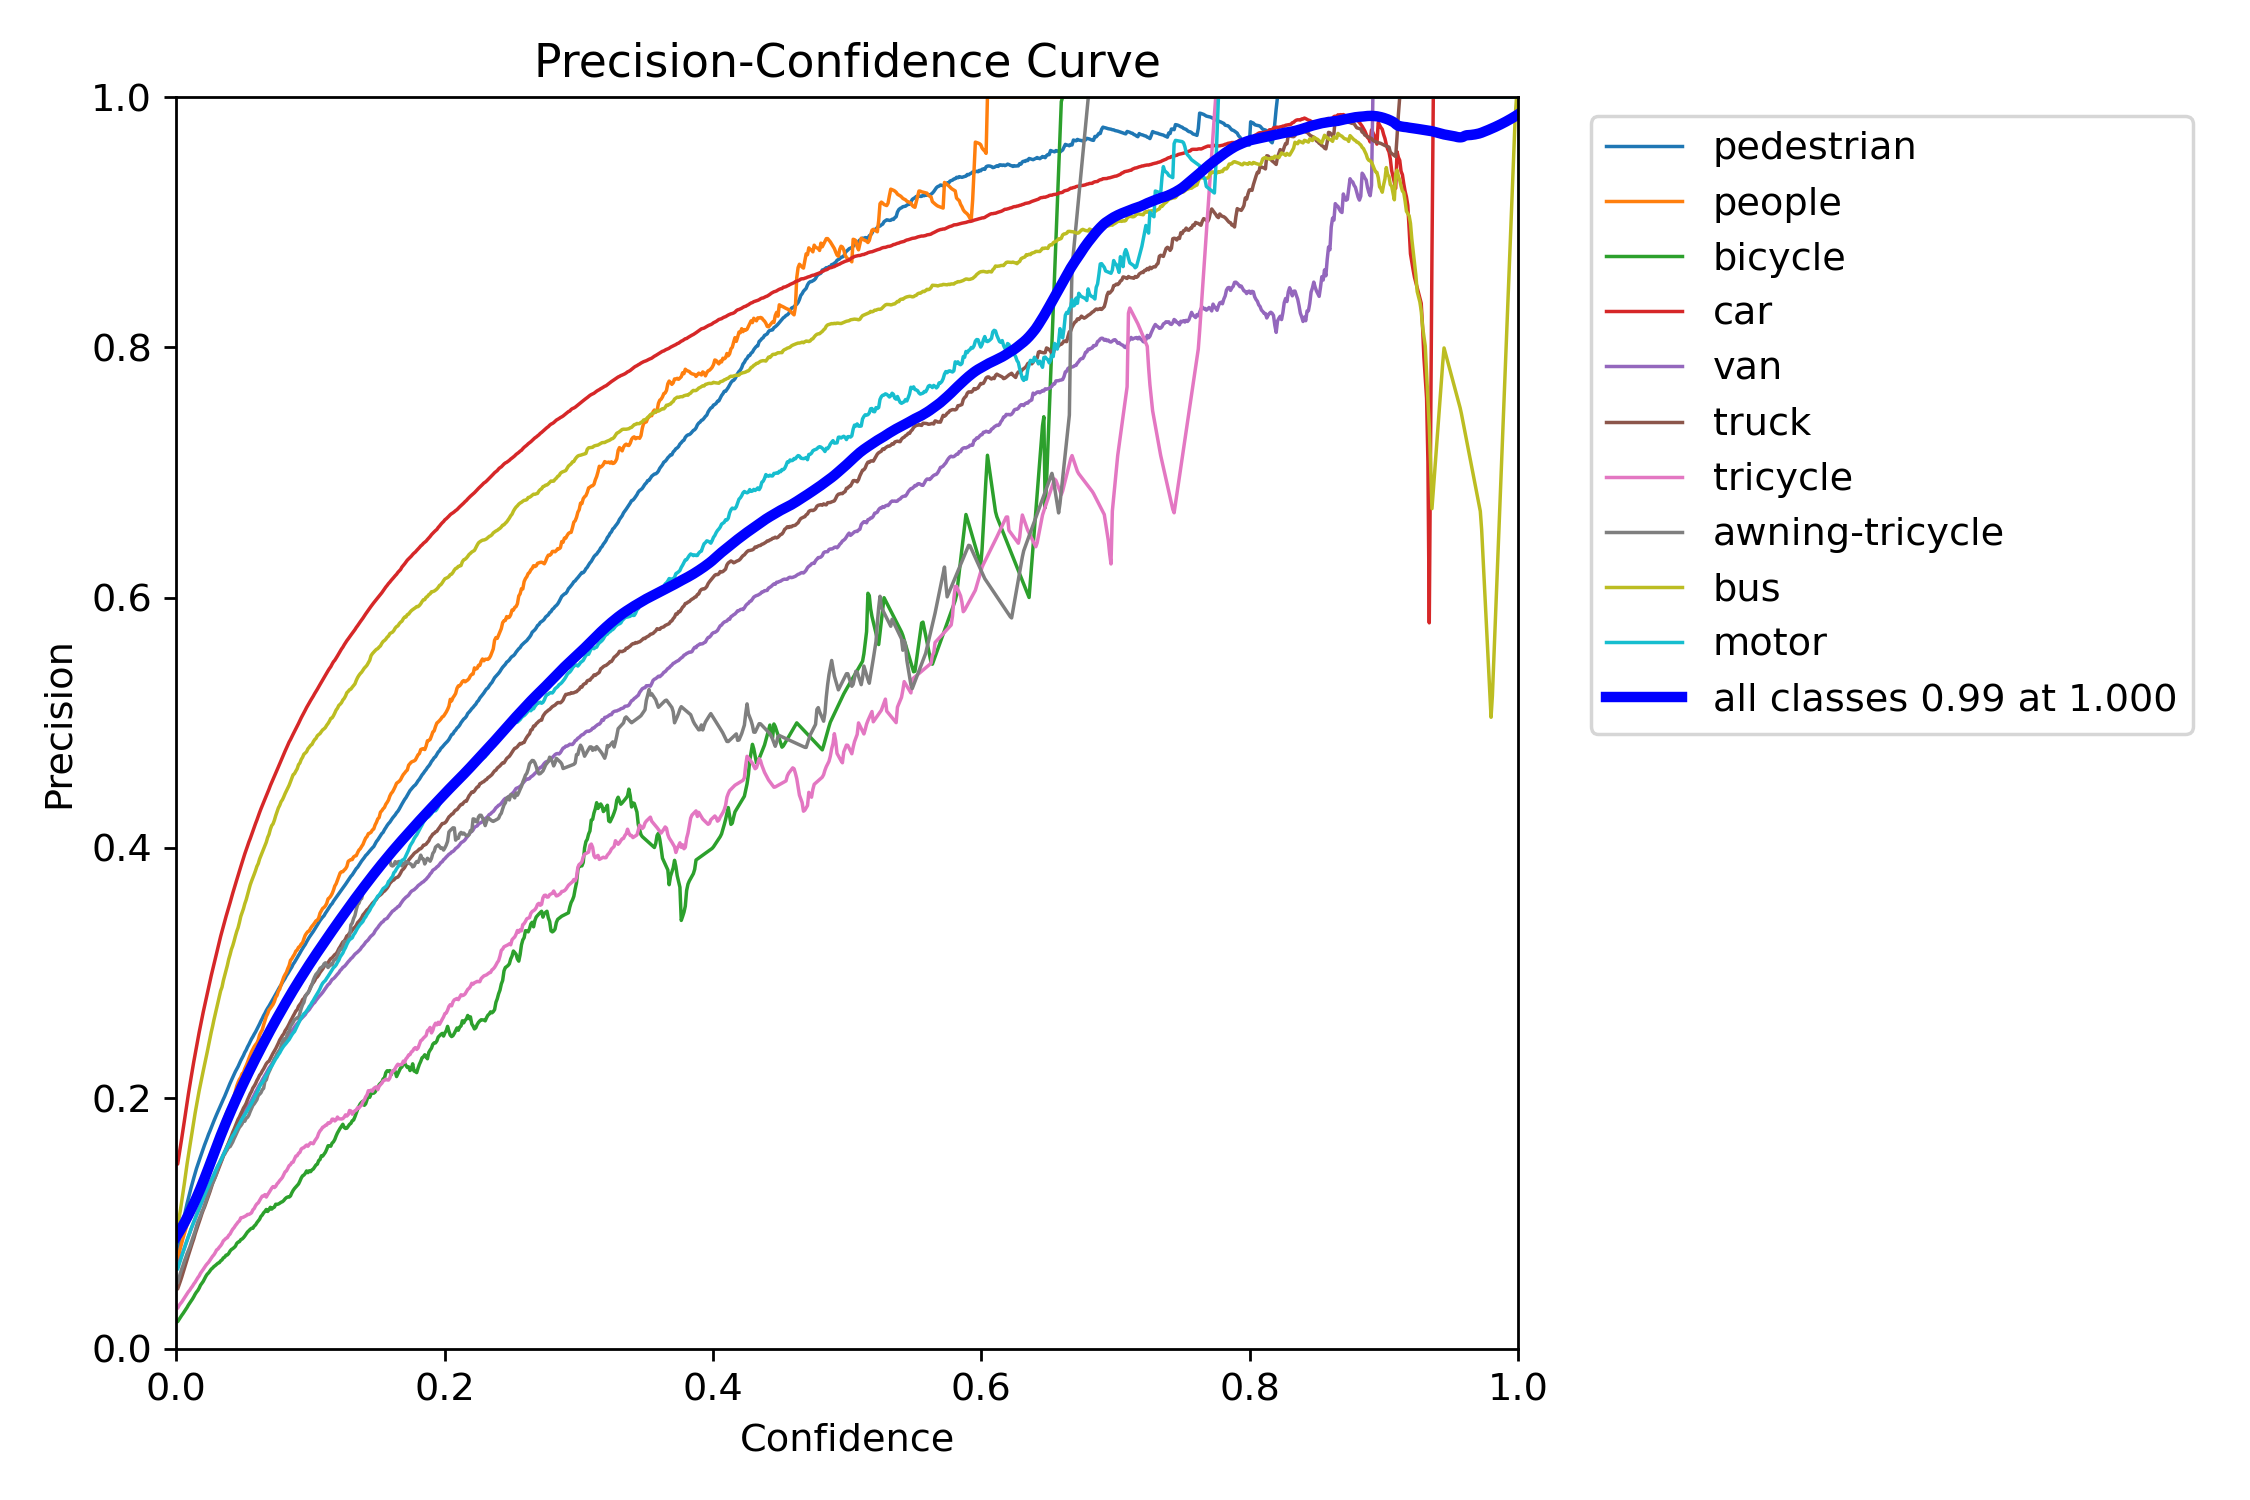 Precision-Confidence Curve
1.0
0.8
0.6
0.4
0.2
0.0
Precision
0.0 0.2 0.4 0.6 0.8 1.0
Confidence
pedestrian
people
bicycle
car
van
truck
tricycle
awning-tricycle
bus
motor
all classes 0.99 at 1.000